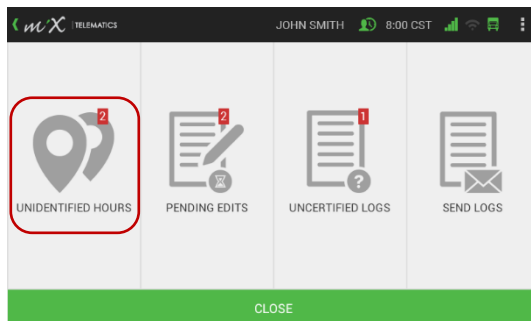 miX TELEMATICS JOHN SMITH 8:00 CST
2 2 1
?
UNIDENTIFIED HOURS PENDING EDITS UNCERTIFIED LOGS SEND LOGS
CLOSE